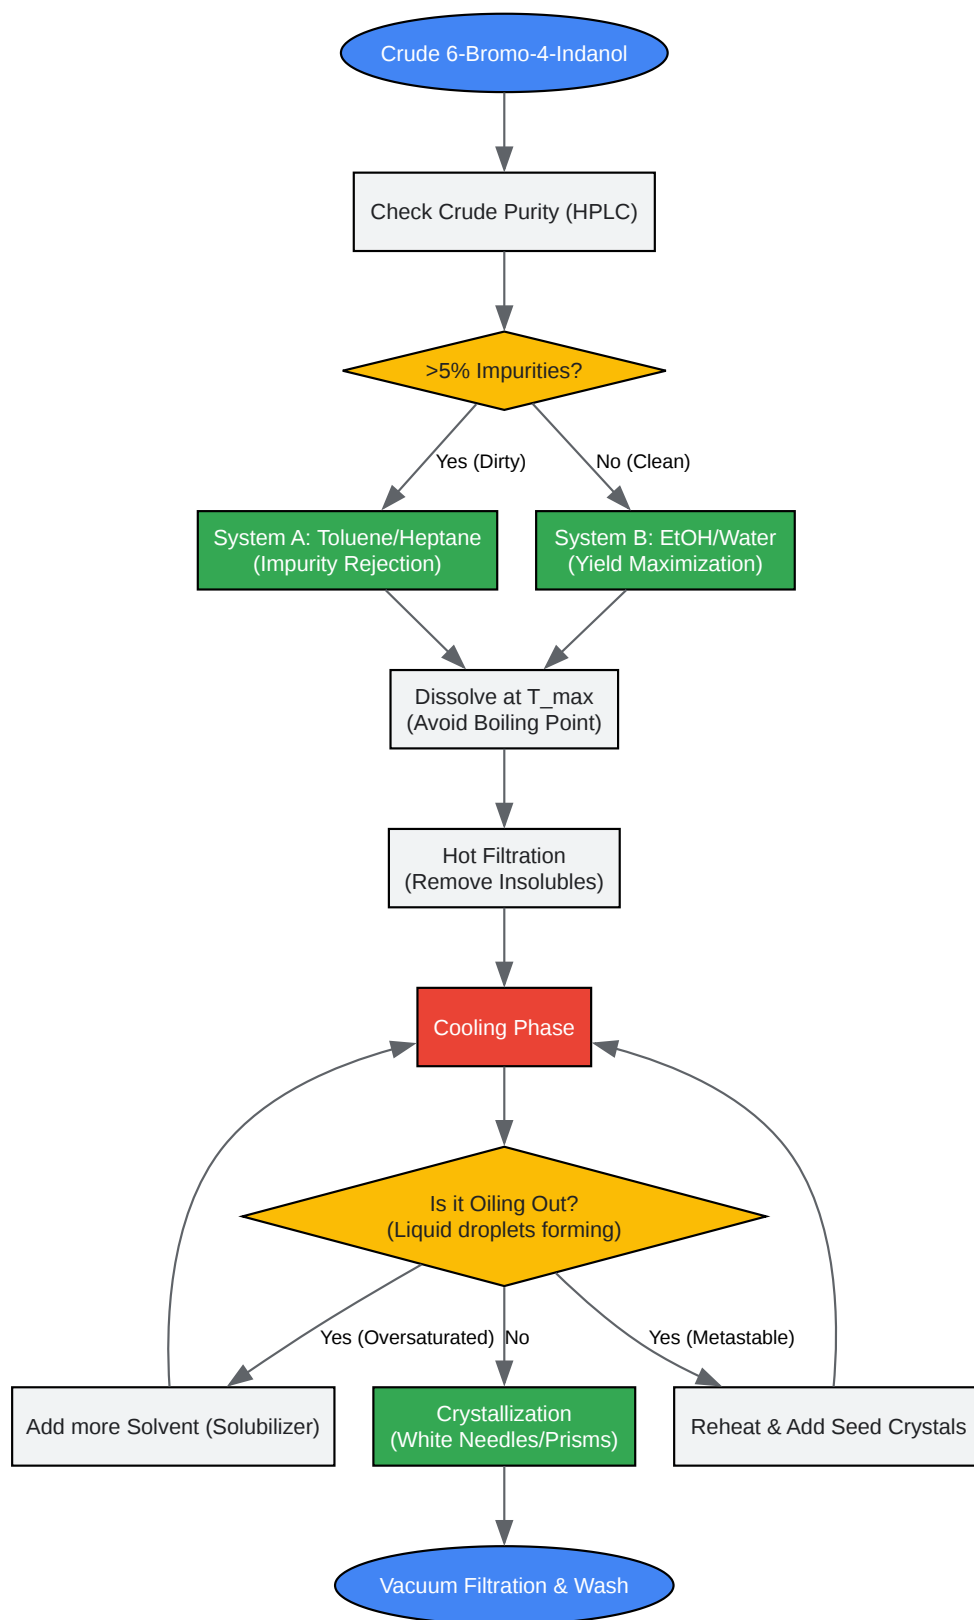 Crude 6-Bromo-4-Indanol
Check Crude Purity (HPLC)
>5% Impurities?
Yes (Dirty)
No (Clean)
System A: Toluene/Heptane
(Impurity Rejection)
System B: EtOH/Water
(Yield Maximization)
Dissolve at T_max
(Avoid Boiling Point)
Hot Filtration
(Remove Insolubles)
Cooling Phase
Is it Oiling Out?
(Liquid droplets forming)
Yes (Oversaturated)
No
Yes (Metastable)
Add more Solvent (Solubilizer)
Crystallization
(White Needles/Prisms)
Reheat & Add Seed Crystals
Vacuum Filtration & Wash